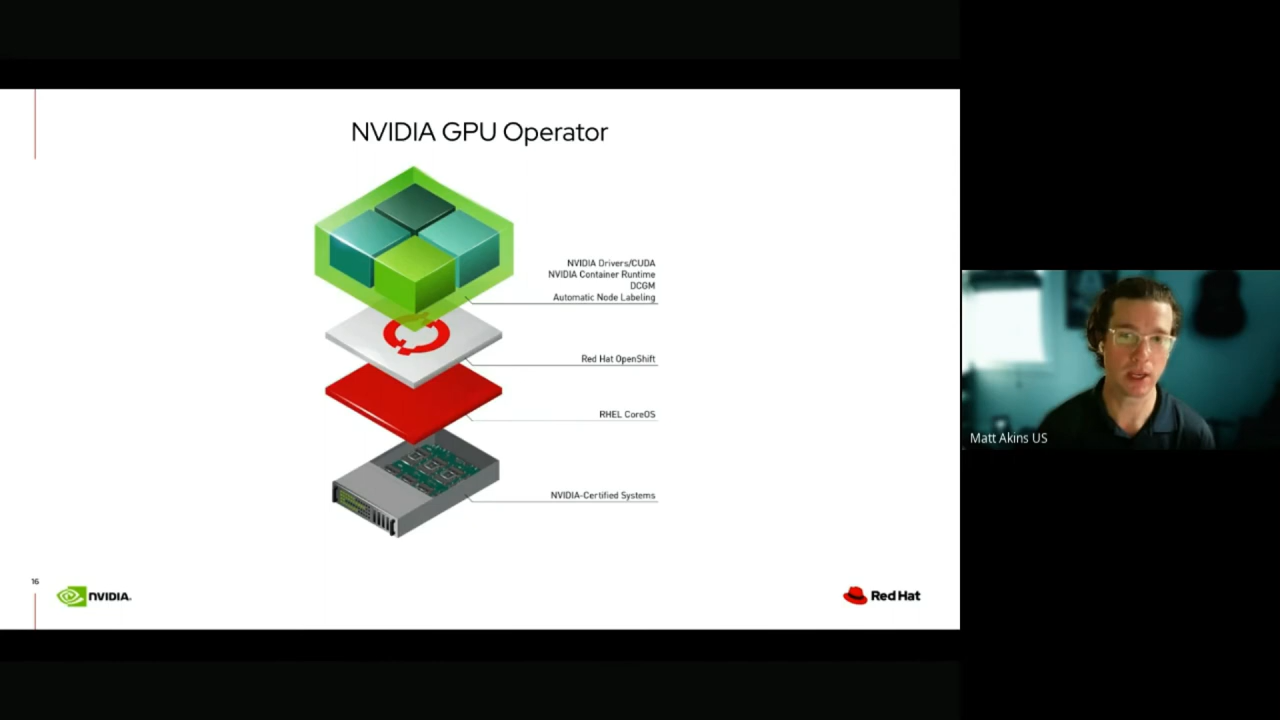 NVIDIA GPU Operator
NVIDIA Drivers/CUDA
NVIDIA Container Runtime
DCGM
Automatic Node Labeling
Red Hat OpenShift
RHEL CoreOS
NVIDIA-Certified Systems
16
NVIDIA.
Red Hat
Matt Akins US